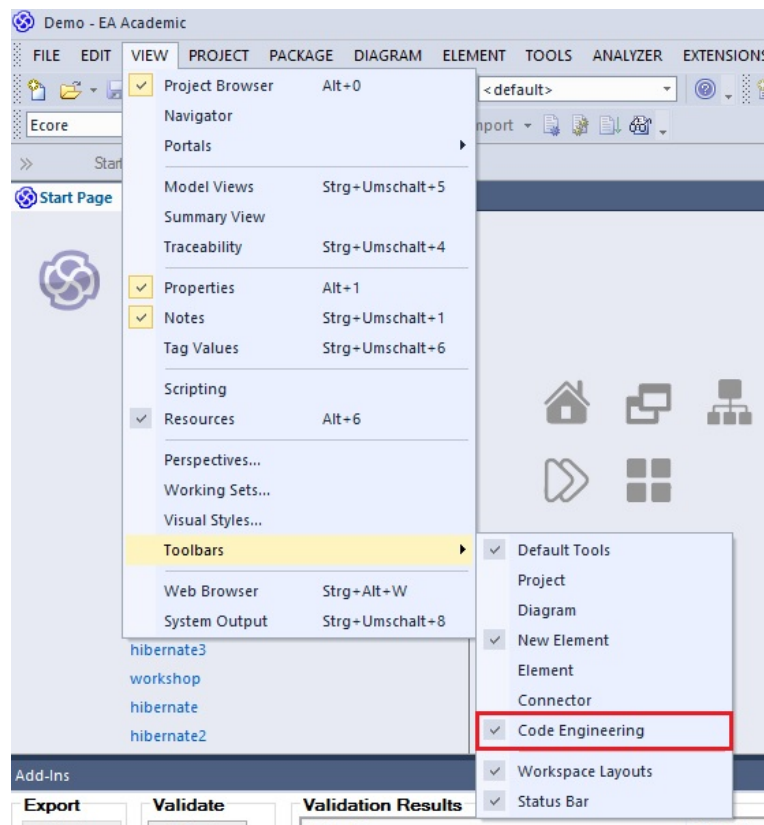 Demo - EA Academic
FILE EDIT VIEW PROJECT PACKAGE DIAGRAM ELEMENT TOOLS ANALYZER EXTENSIONS
<default>
Ecore
Start Page
Project Browser Alt+0
Navigator
Portals
Model Views Strg+Umschalt+5
Summary View
Traceability Strg+Umschalt+4
Properties Alt+1
Notes Strg+Umschalt+1
Tag Values Strg+Umschalt+6
Scripting
Resources Alt+6
Perspectives...
Working Sets...
Visual Styles...
Toolbars
Web Browser Strg+Alt+W
System Output Strg+Umschalt+8
Default Tools
Project
Diagram
New Element
Element
Connector
Code Engineering
Workspace Layouts
Status Bar
hibernate3
workshop
hibernate
hibernate2
Add-Ins
Export Validate Validation Results